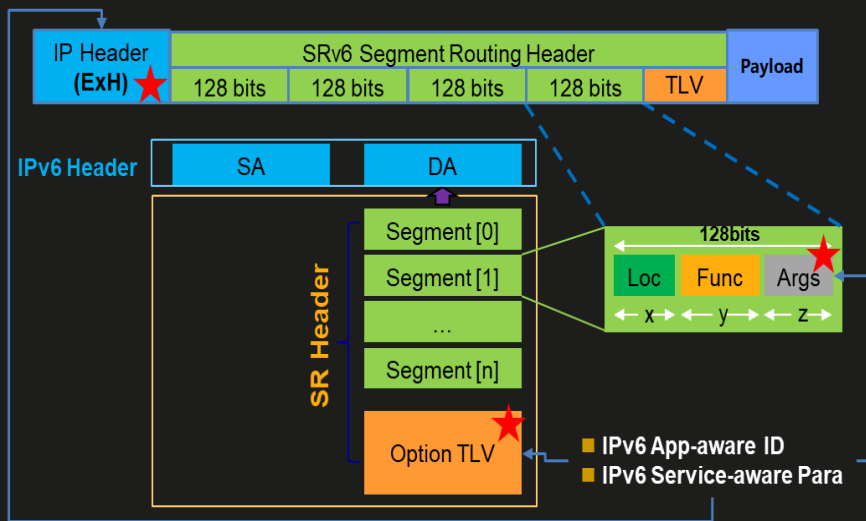 IP Header
(ExH)
SRv6 Segment Routing Header
128 bits
128 bits
128 bits
128 bits
TLV
Payload
IPv6 Header
SA
DA
SR Header
Segment [0]
Segment [1]
...
Segment [n]
Option TLV
128bits
Loc
Func
Args
x
y
z
IPv6 App-aware ID
IPv6 Service-aware Para